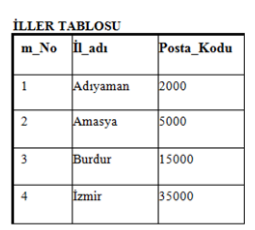 İLLER TABLOSU
m_No İl_adı Posta_Kodu
1 Adıyaman 2000
2 Amasya 5000
3 Burdur 15000
4 İzmir 35000